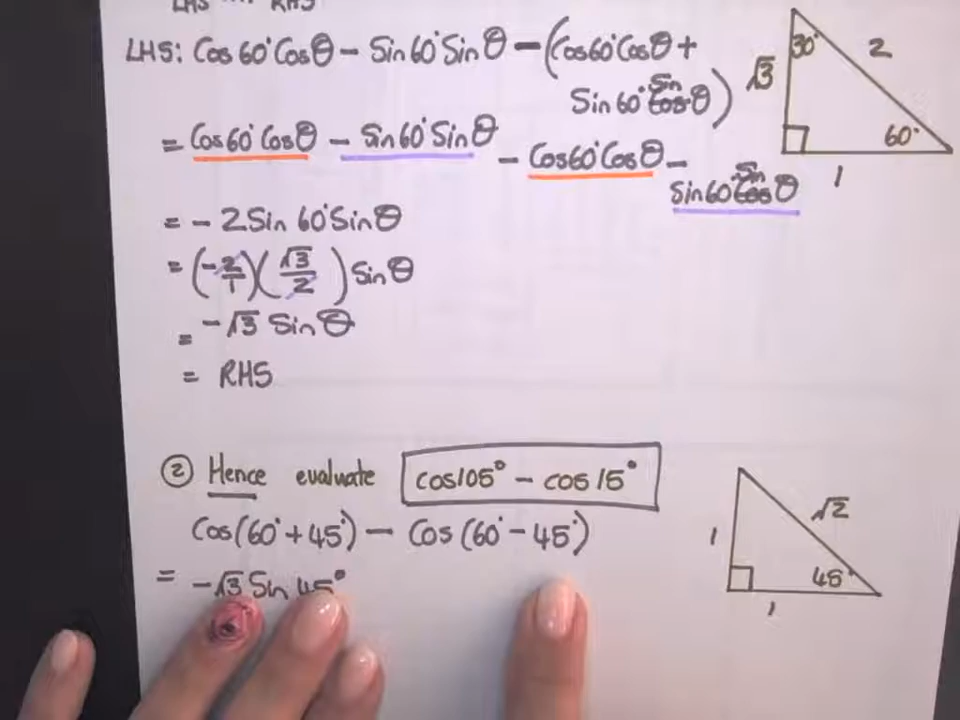 LHS RHS
LHS: Cos 60° Cos θ – Sin 60° Sin θ – (Cos 60° Cos θ +
Sin 60° Sin θ)
= Cos 60° Cos θ – Sin 60° Sin θ
– Cos 60° Cos θ –
Sin 60° Sin θ
= – 2 Sin 60° Sin θ
= (-2/1)(√3/2) Sin θ
= -√3 Sin θ
= RHS
30°
2
√3
60°
1
② Hence evaluate cos 105° – cos 15°
Cos (60° + 45°) – Cos (60° – 45°)
= -√3 Sin 45°
1
√2
45°
1